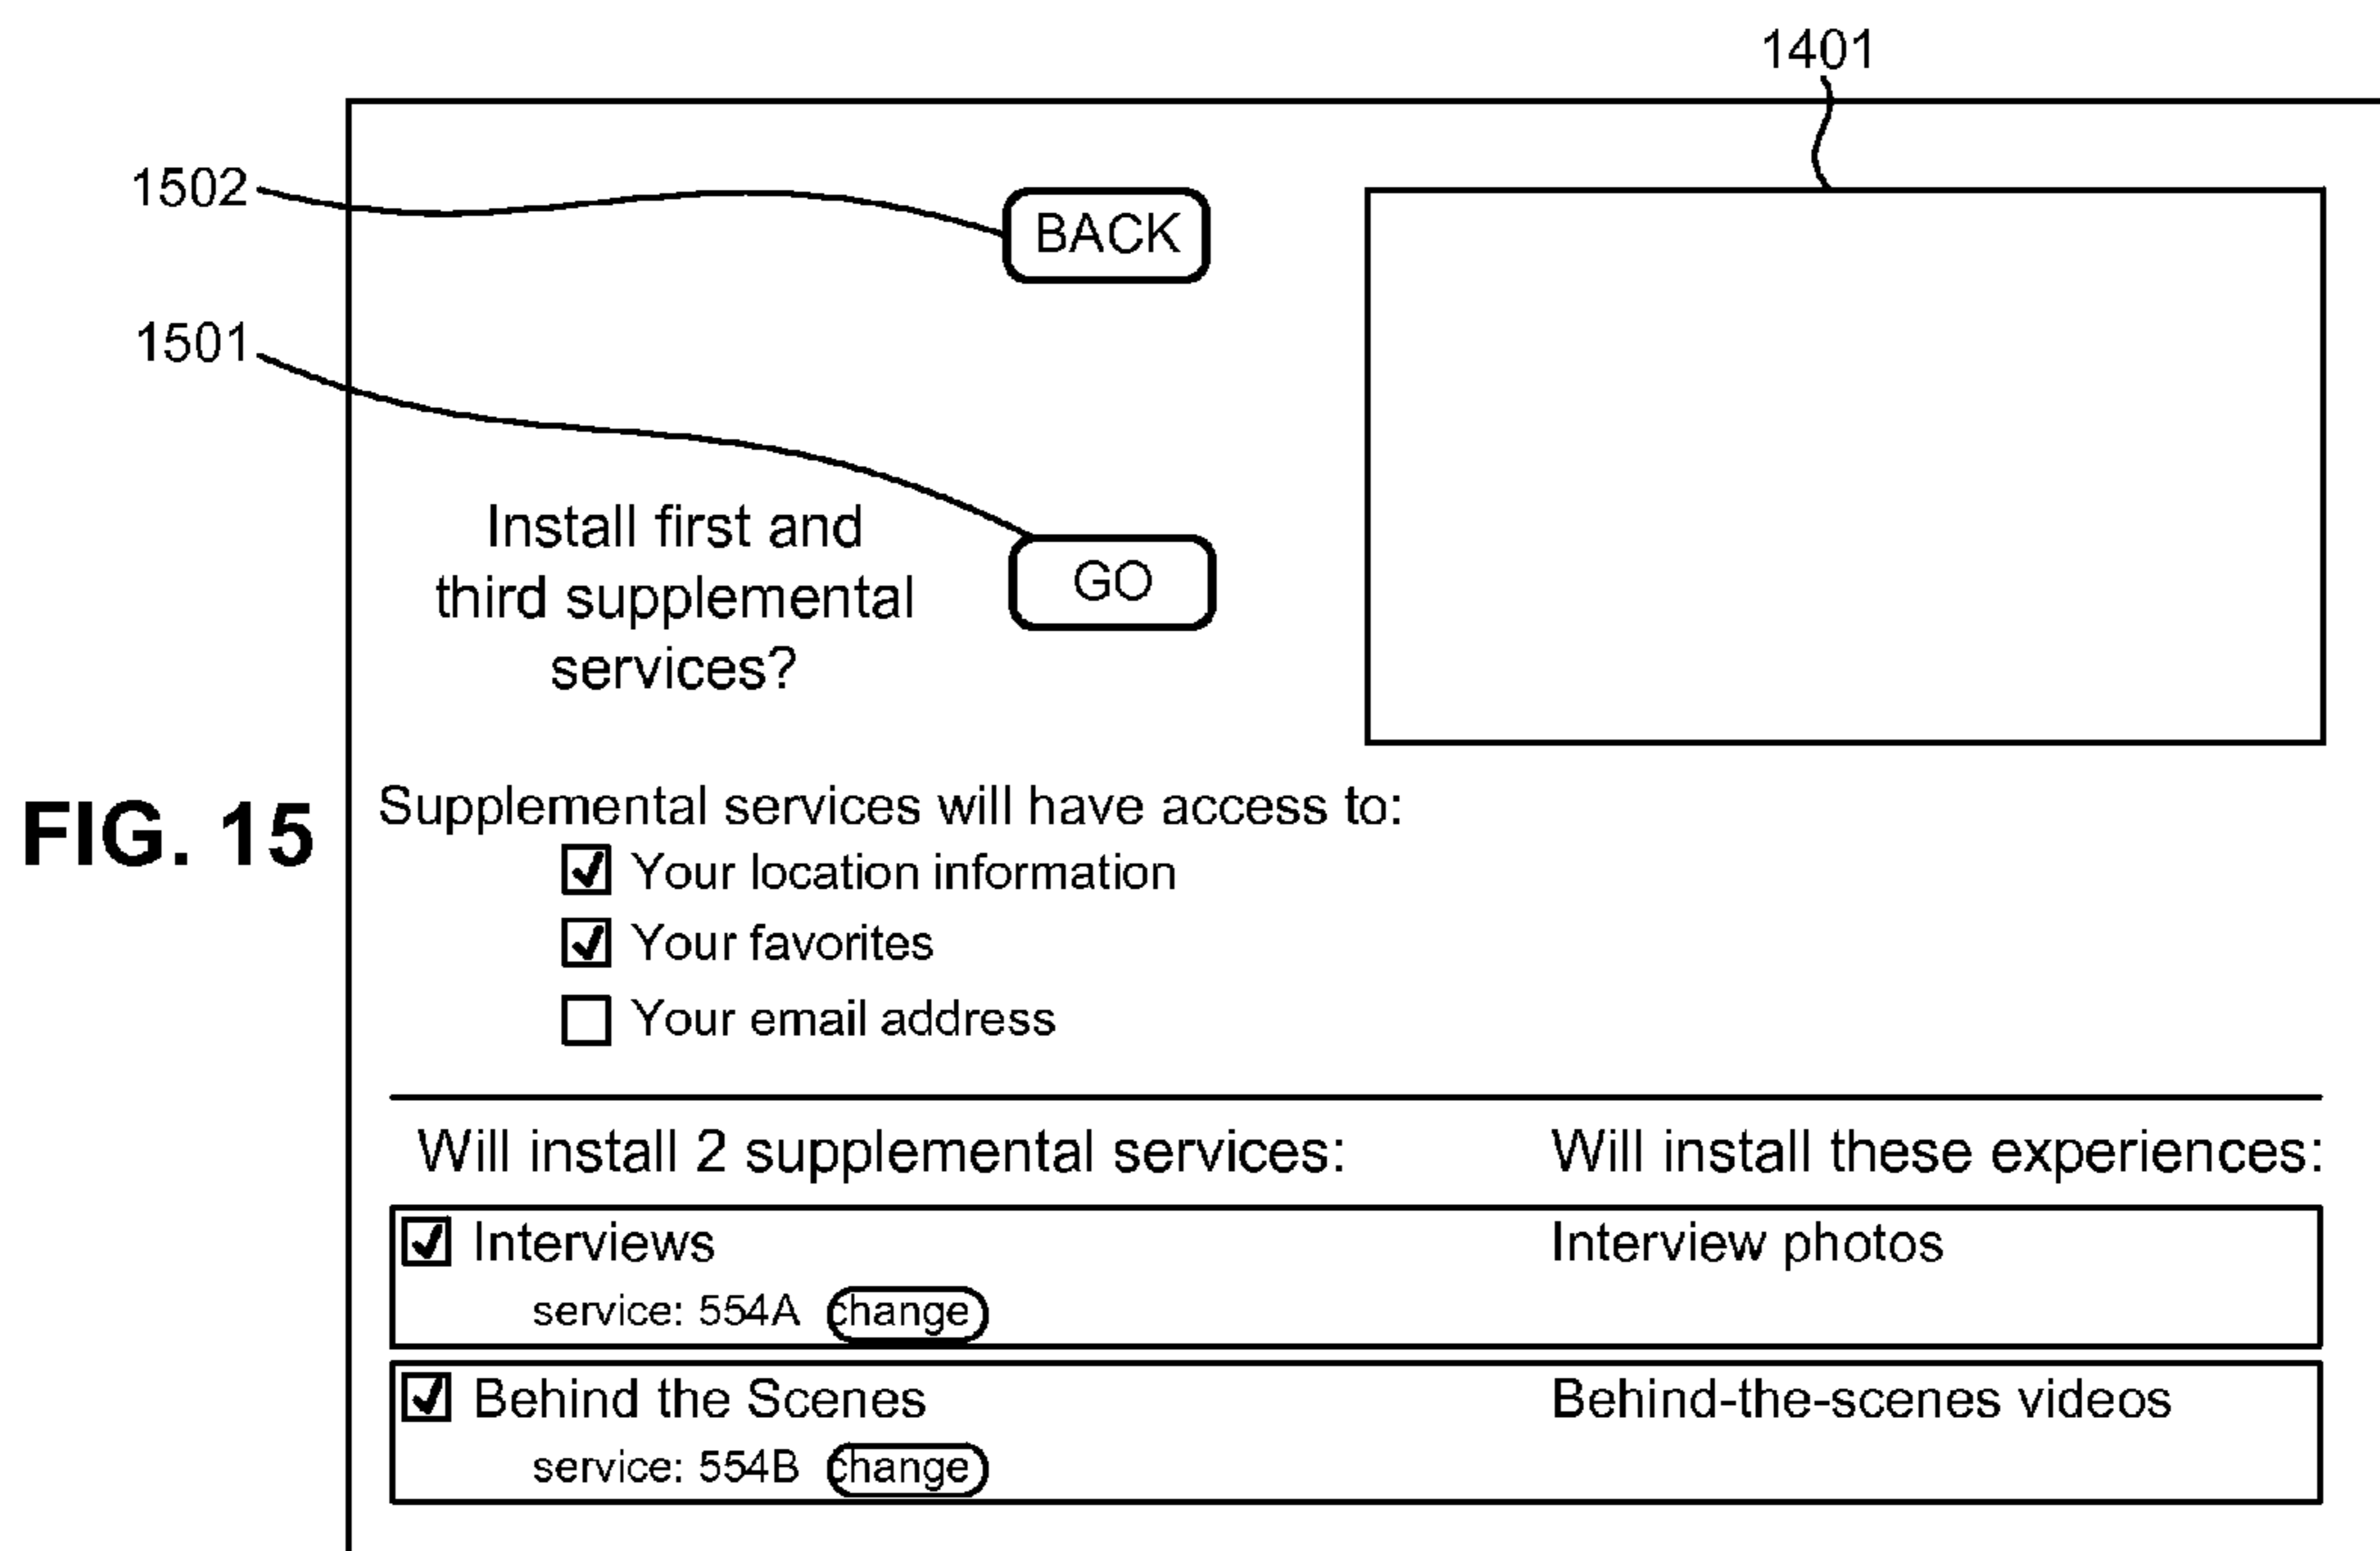 1401
1502
BACK
1501
Install first and
third supplemental
services?
GO
FIG. 15
Supplemental services will have access to:
Your location information
Your favorites
Your email address
Will install 2 supplemental services: Will install these experiences:
Interviews Interview photos
service: 554A change
Behind the Scenes Behind-the-scenes videos
service: 554B change